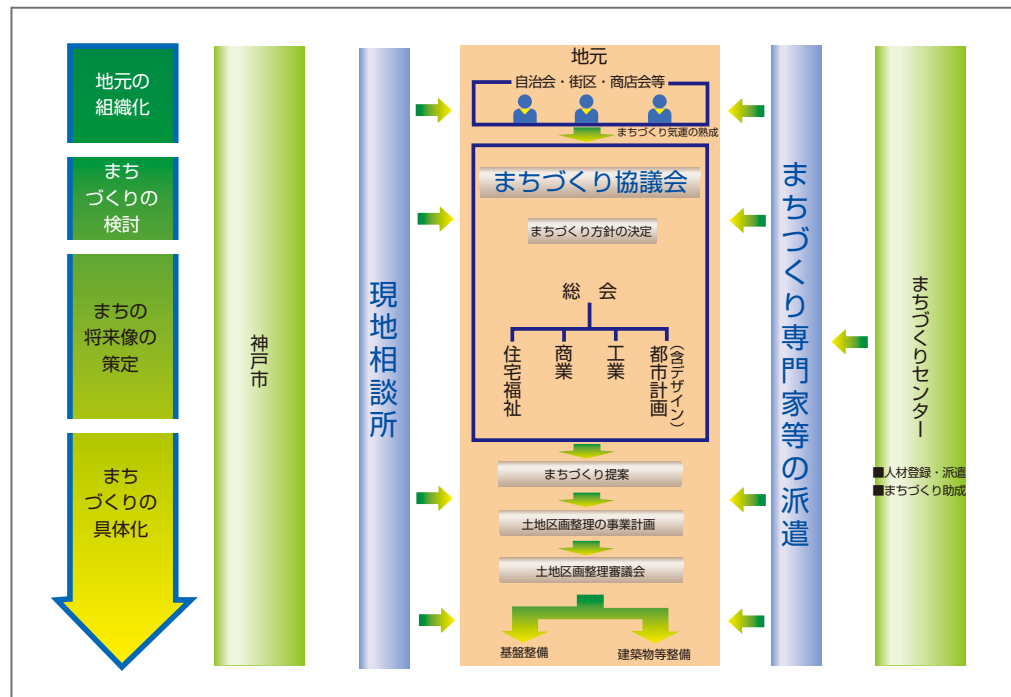 地元の
組織化
まち
づくりの
検討
まちの
将来像の
策定
まち
づくりの
具体化
神戸市
現地相談所
地元
自治会・街区・商店会等
まちづくり気運の熟成
まちづくり協議会
まちづくり方針の決定
総 会
住宅福祉
商業
工業
都市計画
（含デザイン）
まちづくり提案
土地区画整理の事業計画
土地区画整理審議会
基盤整備
建築物等整備
まちづくり専門家等の派遣
まちづくりセンター
■人材登録・派遣
■まちづくり助成